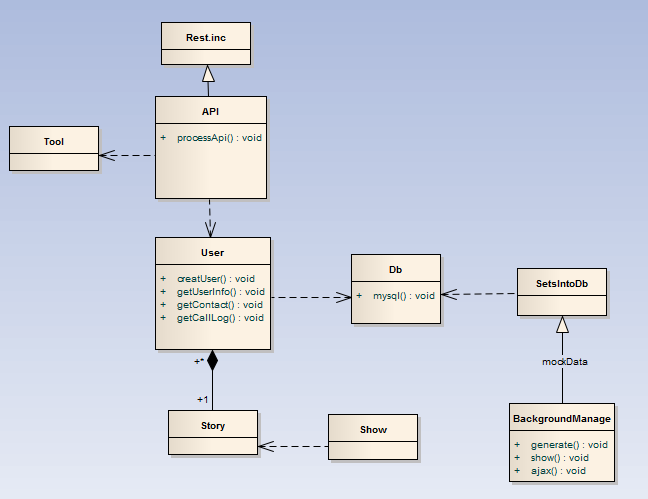 Rest.inc
API
+ processApi() : void
Tool
User
+ creatUser() : void
+ getUserInfo() : void
+ getContact() : void
+ getCallLog() : void
Db
+ mysql() : void
SetsIntoDb
mockData
+*
+1
Story
Show
BackgroundManage
+ generate() : void
+ show() : void
+ ajax() : void